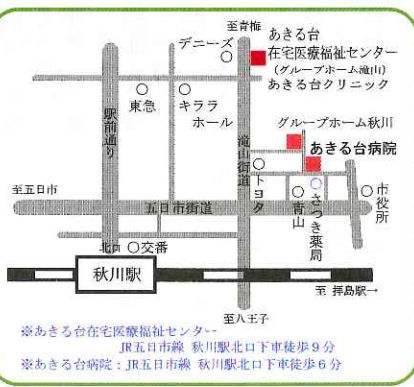 至青梅
デニーズ
あきる台
在宅医療福祉センター
(グループホーム滝山)
あきる台クリニック
東急
キララ
ホール
駅前通り
滝山街道
グループホーム秋川
あきる台病院
トヨタ
青山
さつき薬局
市役所
至五日市
五日市街道
北口
交番
秋川駅
至 拝島駅→
至八王子
※あきる台在宅医療福祉センター
JR五日市線 秋川駅北口下車徒歩9分
※あきる台病院:JR五日市線 秋川駅北口下車徒歩6分